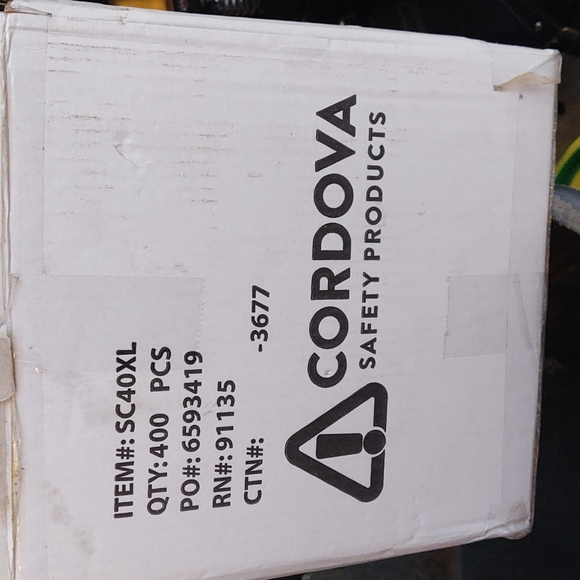 ITEM#: SC40XL
QTY: 400 PCS
PO#: 6593419
RN#: 91135
CTN#: -3677
CORDOVA
SAFETY PRODUCTS